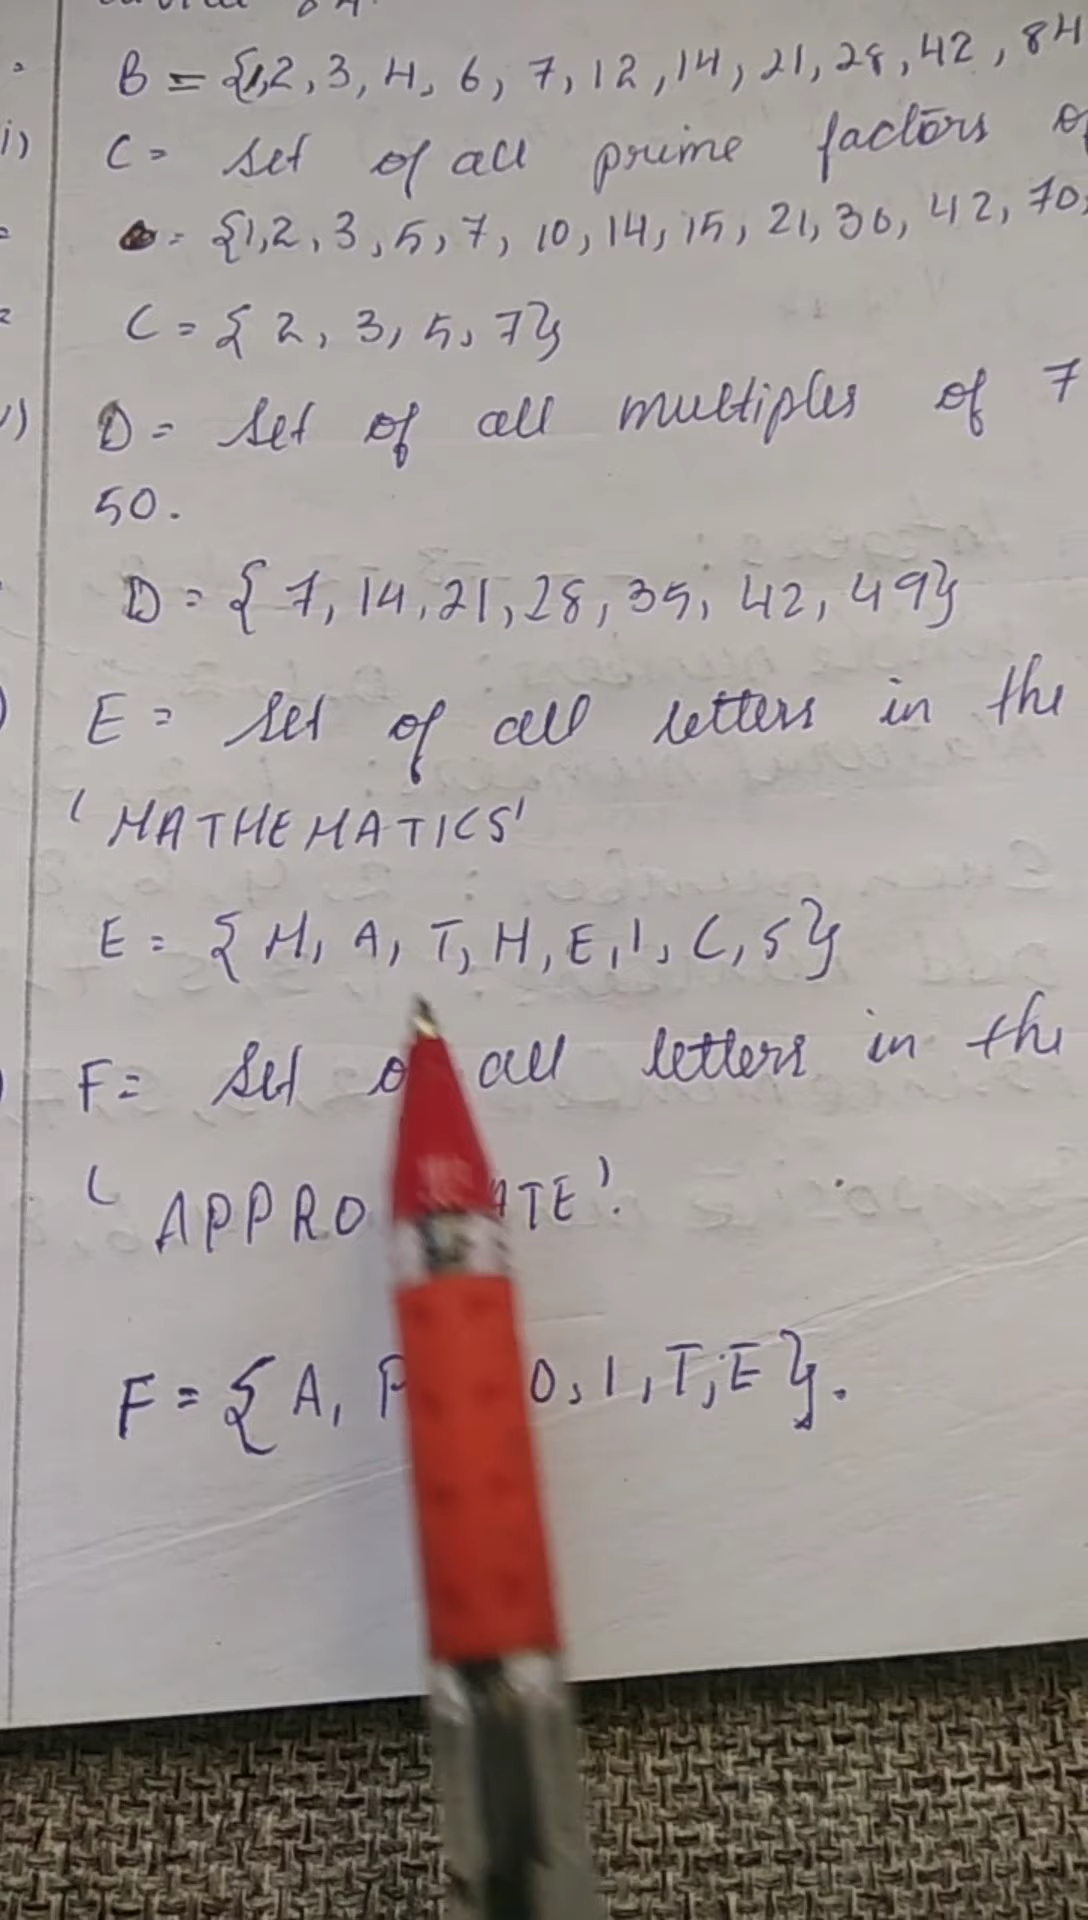 B = {1,2, 3, 4, 6, 7, 12, 14, 21, 28, 42, 84
C = set of all prime factors of
= {1,2, 3, 5, 7, 10, 14, 15, 21, 30, 42, 70,
C = { 2, 3, 5, 7}
D = set of all multiples of 7
50.
D = { 7, 14, 21, 28, 35, 42, 49}
E = set of all letters in the
'MATHEMATICS'
E = { M, A, T, H, E, I, C, S}
F = set all letters in the
'APPRO ATE'.
F = {A, P O, I, T, E}.